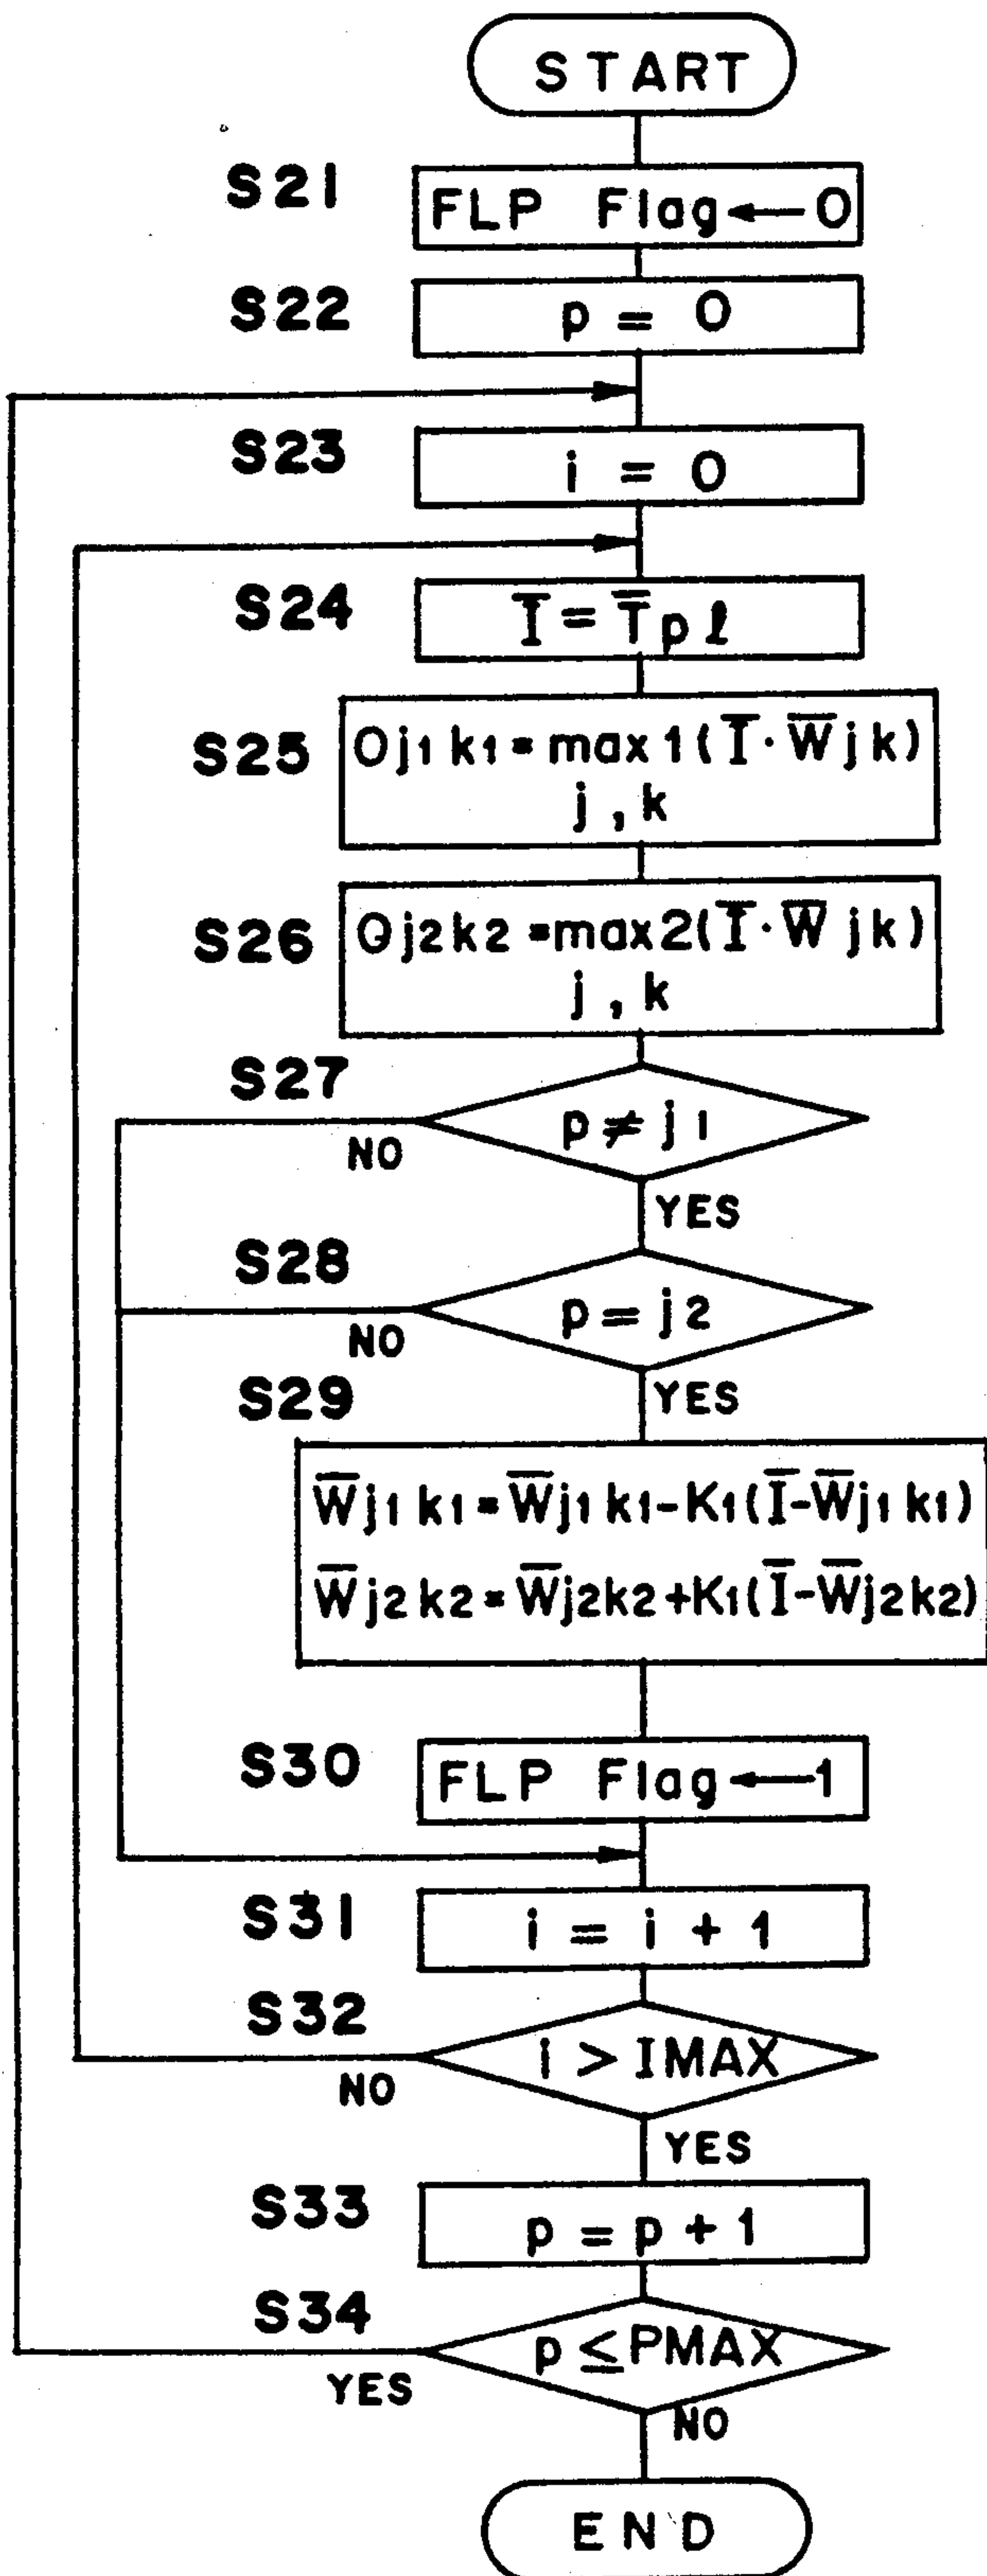 START
S21
FLP Flag ← 0
S22
p = 0
S23
i = 0
S24
I̅ = T̅pℓ
S25
Oj1k1 = max1(I̅·W̅jk)
j , k
S26
Oj2k2 = max2(I̅·W̅jk)
j , k
S27
p ≠ j1
NO
YES
S28
p = j2
NO
YES
S29
W̅j1k1 = W̅j1k1-K1(I̅-W̅j1k1)
W̅j2k2 = W̅j2k2+K1(I̅-W̅j2k2)
S30
FLP Flag ← 1
S31
i = i + 1
S32
i > IMAX
NO
YES
S33
p = p + 1
S34
p ≤ PMAX
YES
NO
END